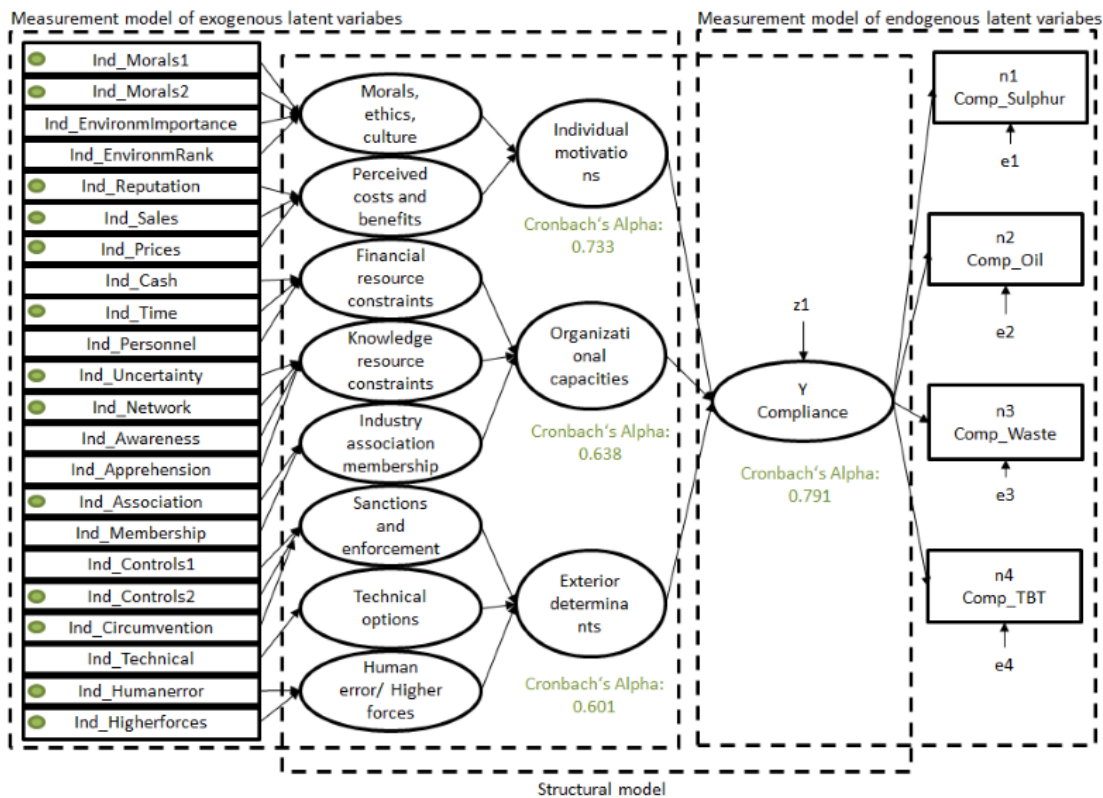 Measurement model of exogenous latent variabes
Measurement model of endogenous latent variabes
Ind_Morals1
Ind_Morals2
Ind_EnvironmImportance
Ind_EnvironmRank
Ind_Reputation
Ind_Sales
Ind_Prices
Ind_Cash
Ind_Time
Ind_Personnel
Ind_Uncertainty
Ind_Network
Ind_Awareness
Ind_Apprehension
Ind_Association
Ind_Membership
Ind_Controls1
Ind_Controls2
Ind_Circumvention
Ind_Technical
Ind_Humanerror
Ind_Higherforces
Morals,
ethics,
culture
Perceived
costs and
benefits
Financial
resource
constraints
Knowledge
resource
constraints
Industry
association
membership
Sanctions
and
enforcement
Technical
options
Human
error/ Higher
forces
Individual
motivatio
ns
Cronbach‘s Alpha:
0.733
Organizati
onal
capacities
Cronbach‘s Alpha:
0.638
Exterior
determina
nts
Cronbach‘s Alpha:
0.601
z1
Y
Compliance
Cronbach‘s Alpha:
0.791
n1
Comp_Sulphur
e1
n2
Comp_Oil
e2
n3
Comp_Waste
e3
n4
Comp_TBT
e4
Structural model